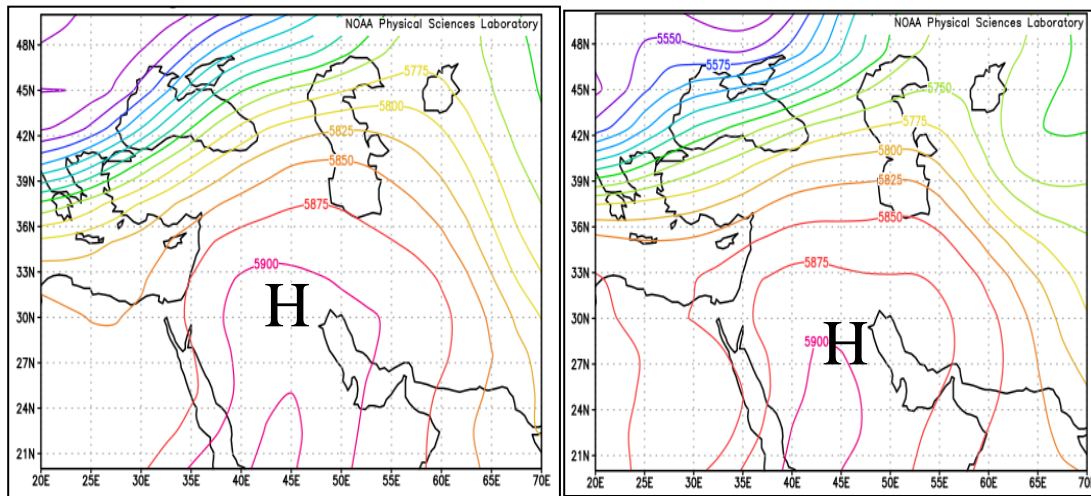 NOAA Physical Sciences Laboratory
48N
45N
42N
39N
36N
33N
30N
27N
24N
21N
5775
5800
5825
5850
5875
5900
H
20E 25E 30E 35E 40E 45E 50E 55E 60E 65E 70E
NOAA Physical Sciences Laboratory
48N
45N
42N
39N
36N
33N
30N
27N
24N
21N
5550
5575
5750
5775
5800
5825
5850
5875
5900
H
20E 25E 30E 35E 40E 45E 50E 55E 60E 65E